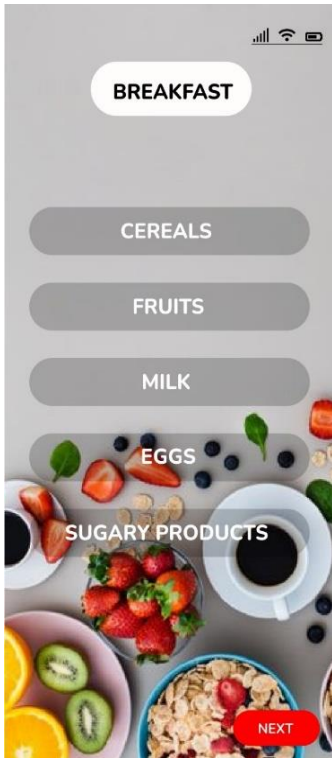 BREAKFAST
CEREALS
FRUITS
MILK
EGGS
SUGARY PRODUCTS
NEXT